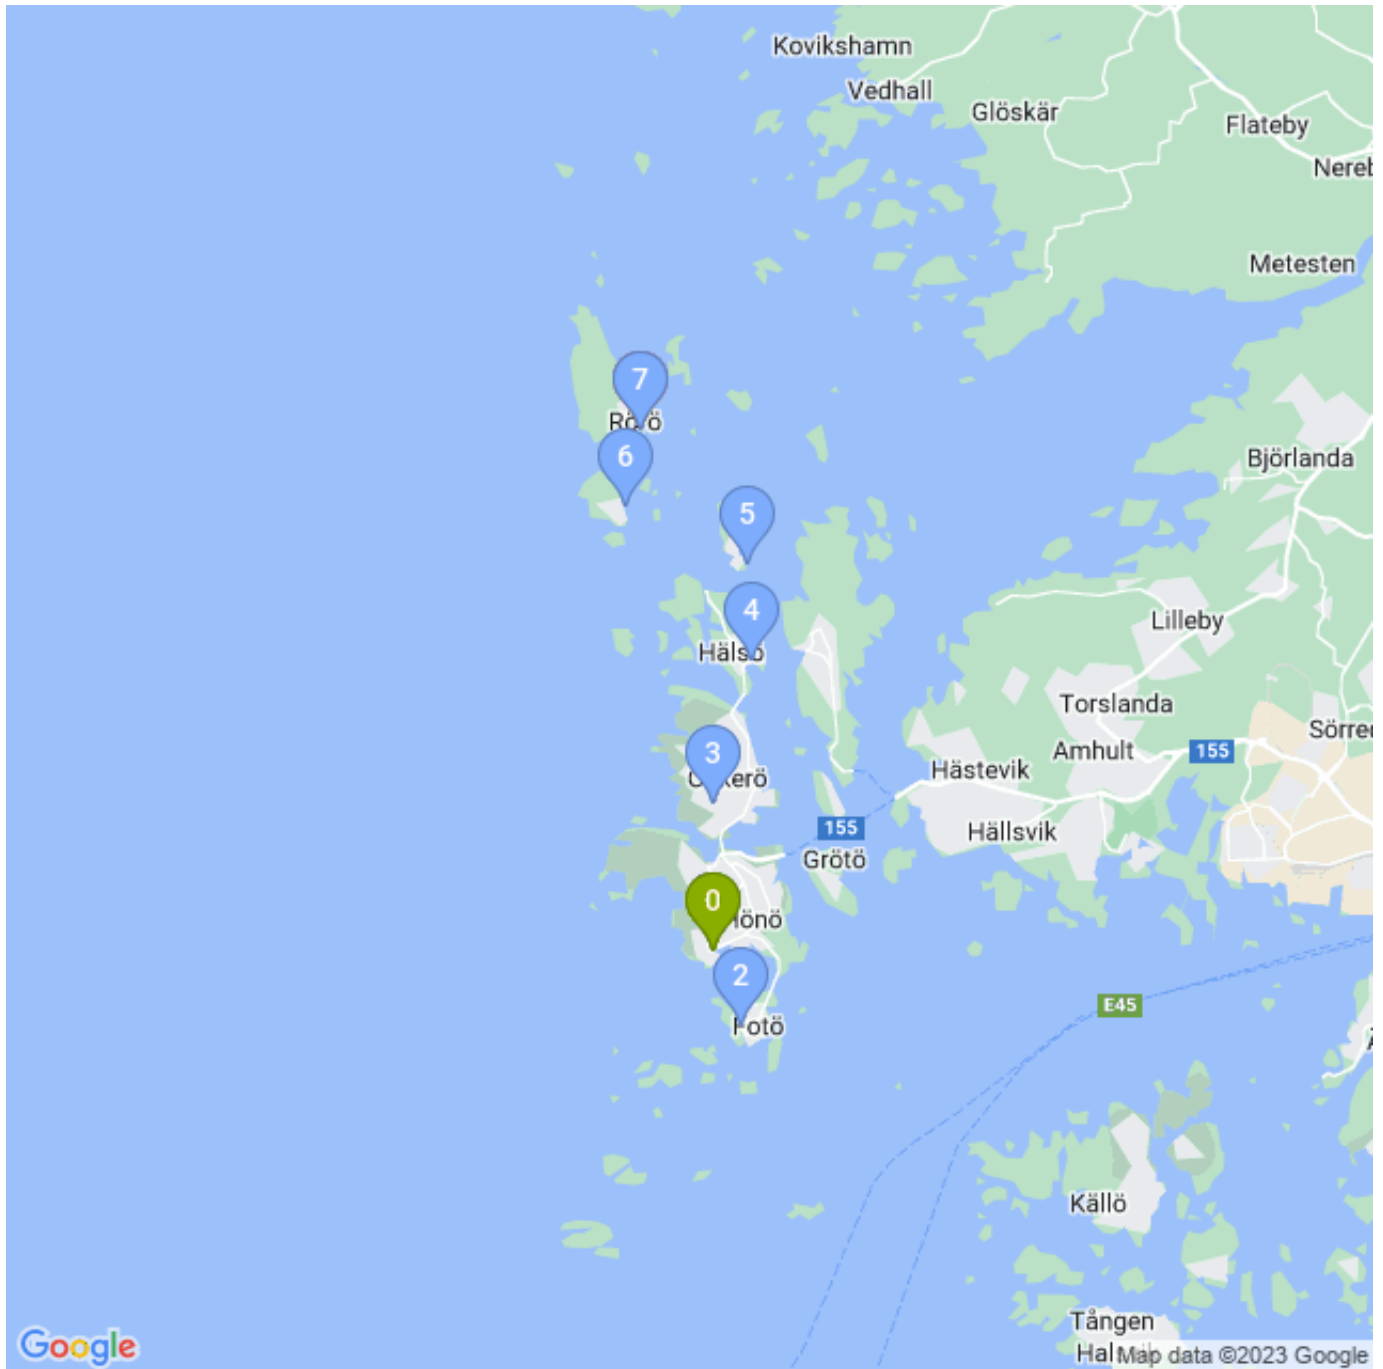 Kovikshamn
Vedhall
Glöskär
Flateby
Metesten
7
6
Björlanda
5
4
Lilleby
Torslanda
3
Amhult
155
Hästevik
155
Hällsvik
Grötö
0
2
E45
Källö
Tången
Google
Map data ©2023 Google